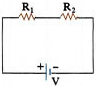 R₁ R₂
+ -
V